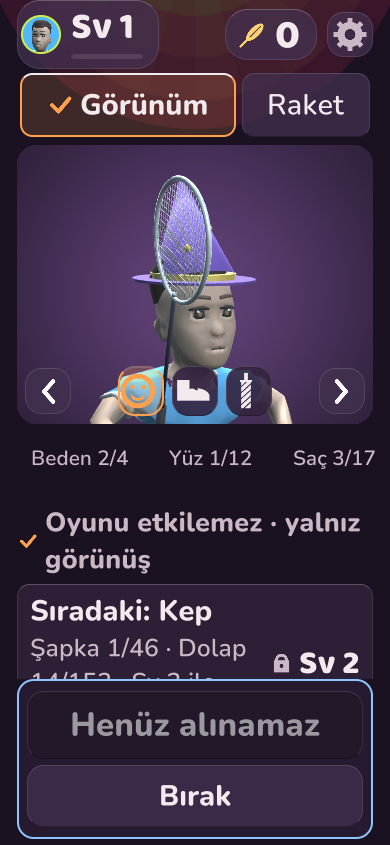 Sv 1
0
Görünüm
Raket
Beden 2/4
Yüz 1/12
Saç 3/17
Oyunu etkilemez · yalnız
görünüş
Sıradaki: Kep
Şapka 1/46 · Dolap
Sv 2
Henüz alınamaz
Bırak